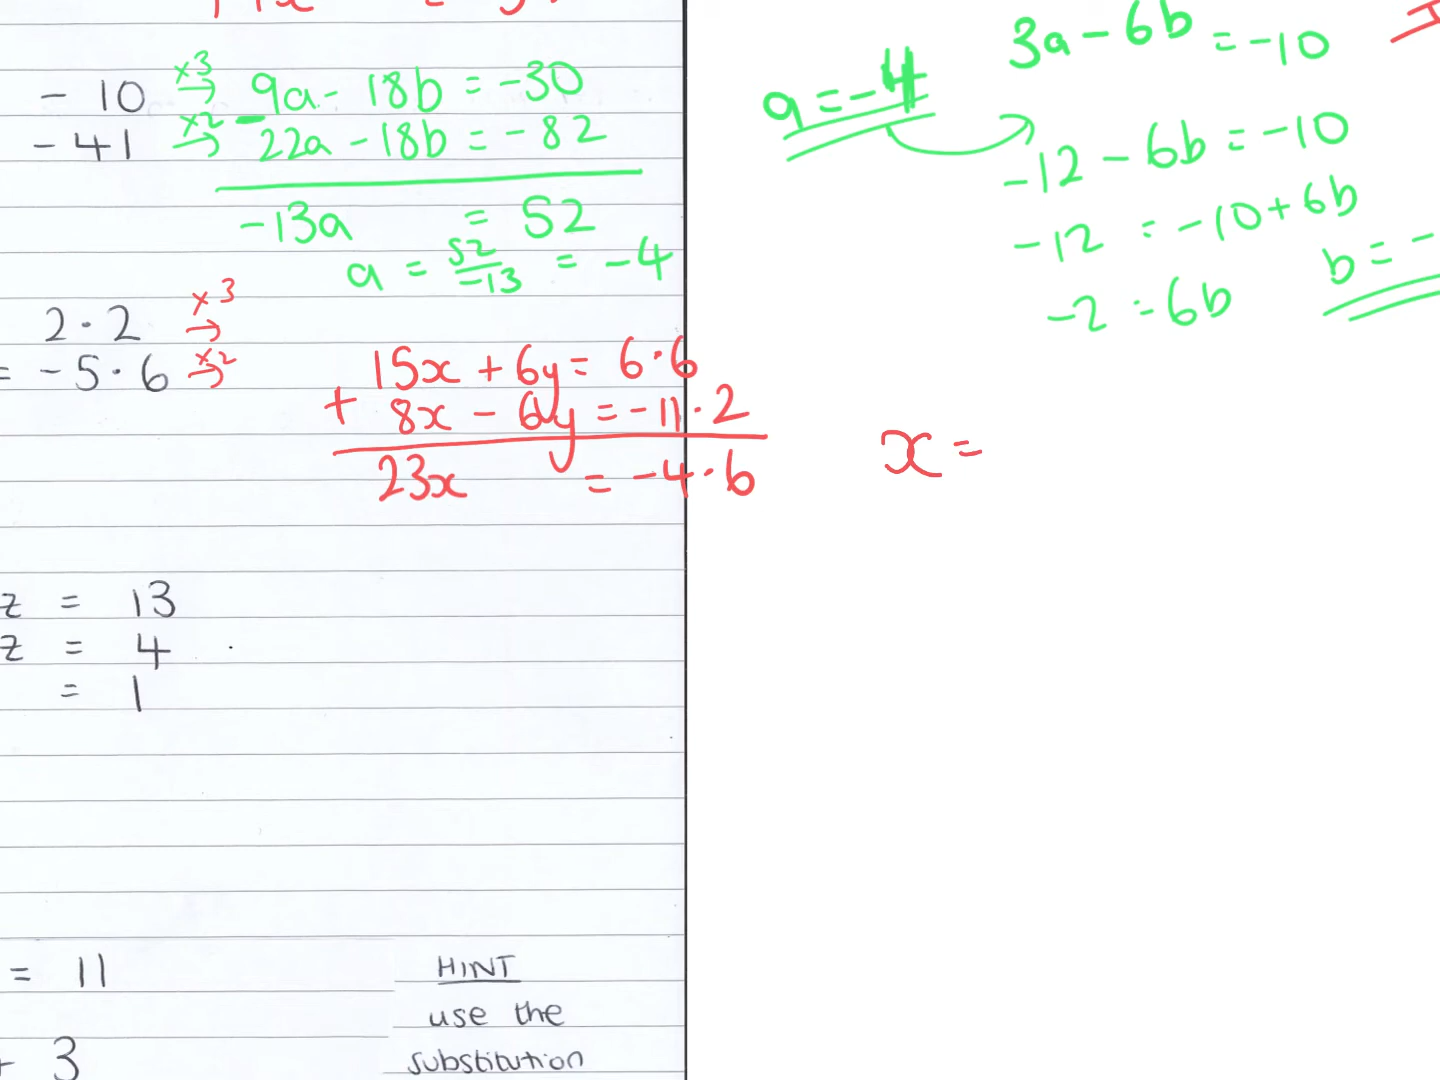 - 10 ×3 → 9a - 18b = -30
- 41 ×2 → - 22a - 18b = -82
-13a = 52
a = 52/-13 = -4
a = -4
3a - 6b = -10
-12 - 6b = -10
-12 = -10 + 6b
-2 = 6b
b = -
2·2 ×3 →
= -5·6 ×2 →
15x + 6y = 6·6
+ 8x - 6y = -11·2
23x = -4·6
x =
z = 13
z = 4
= 1
= 11
+ 3
HINT
use the
substitution